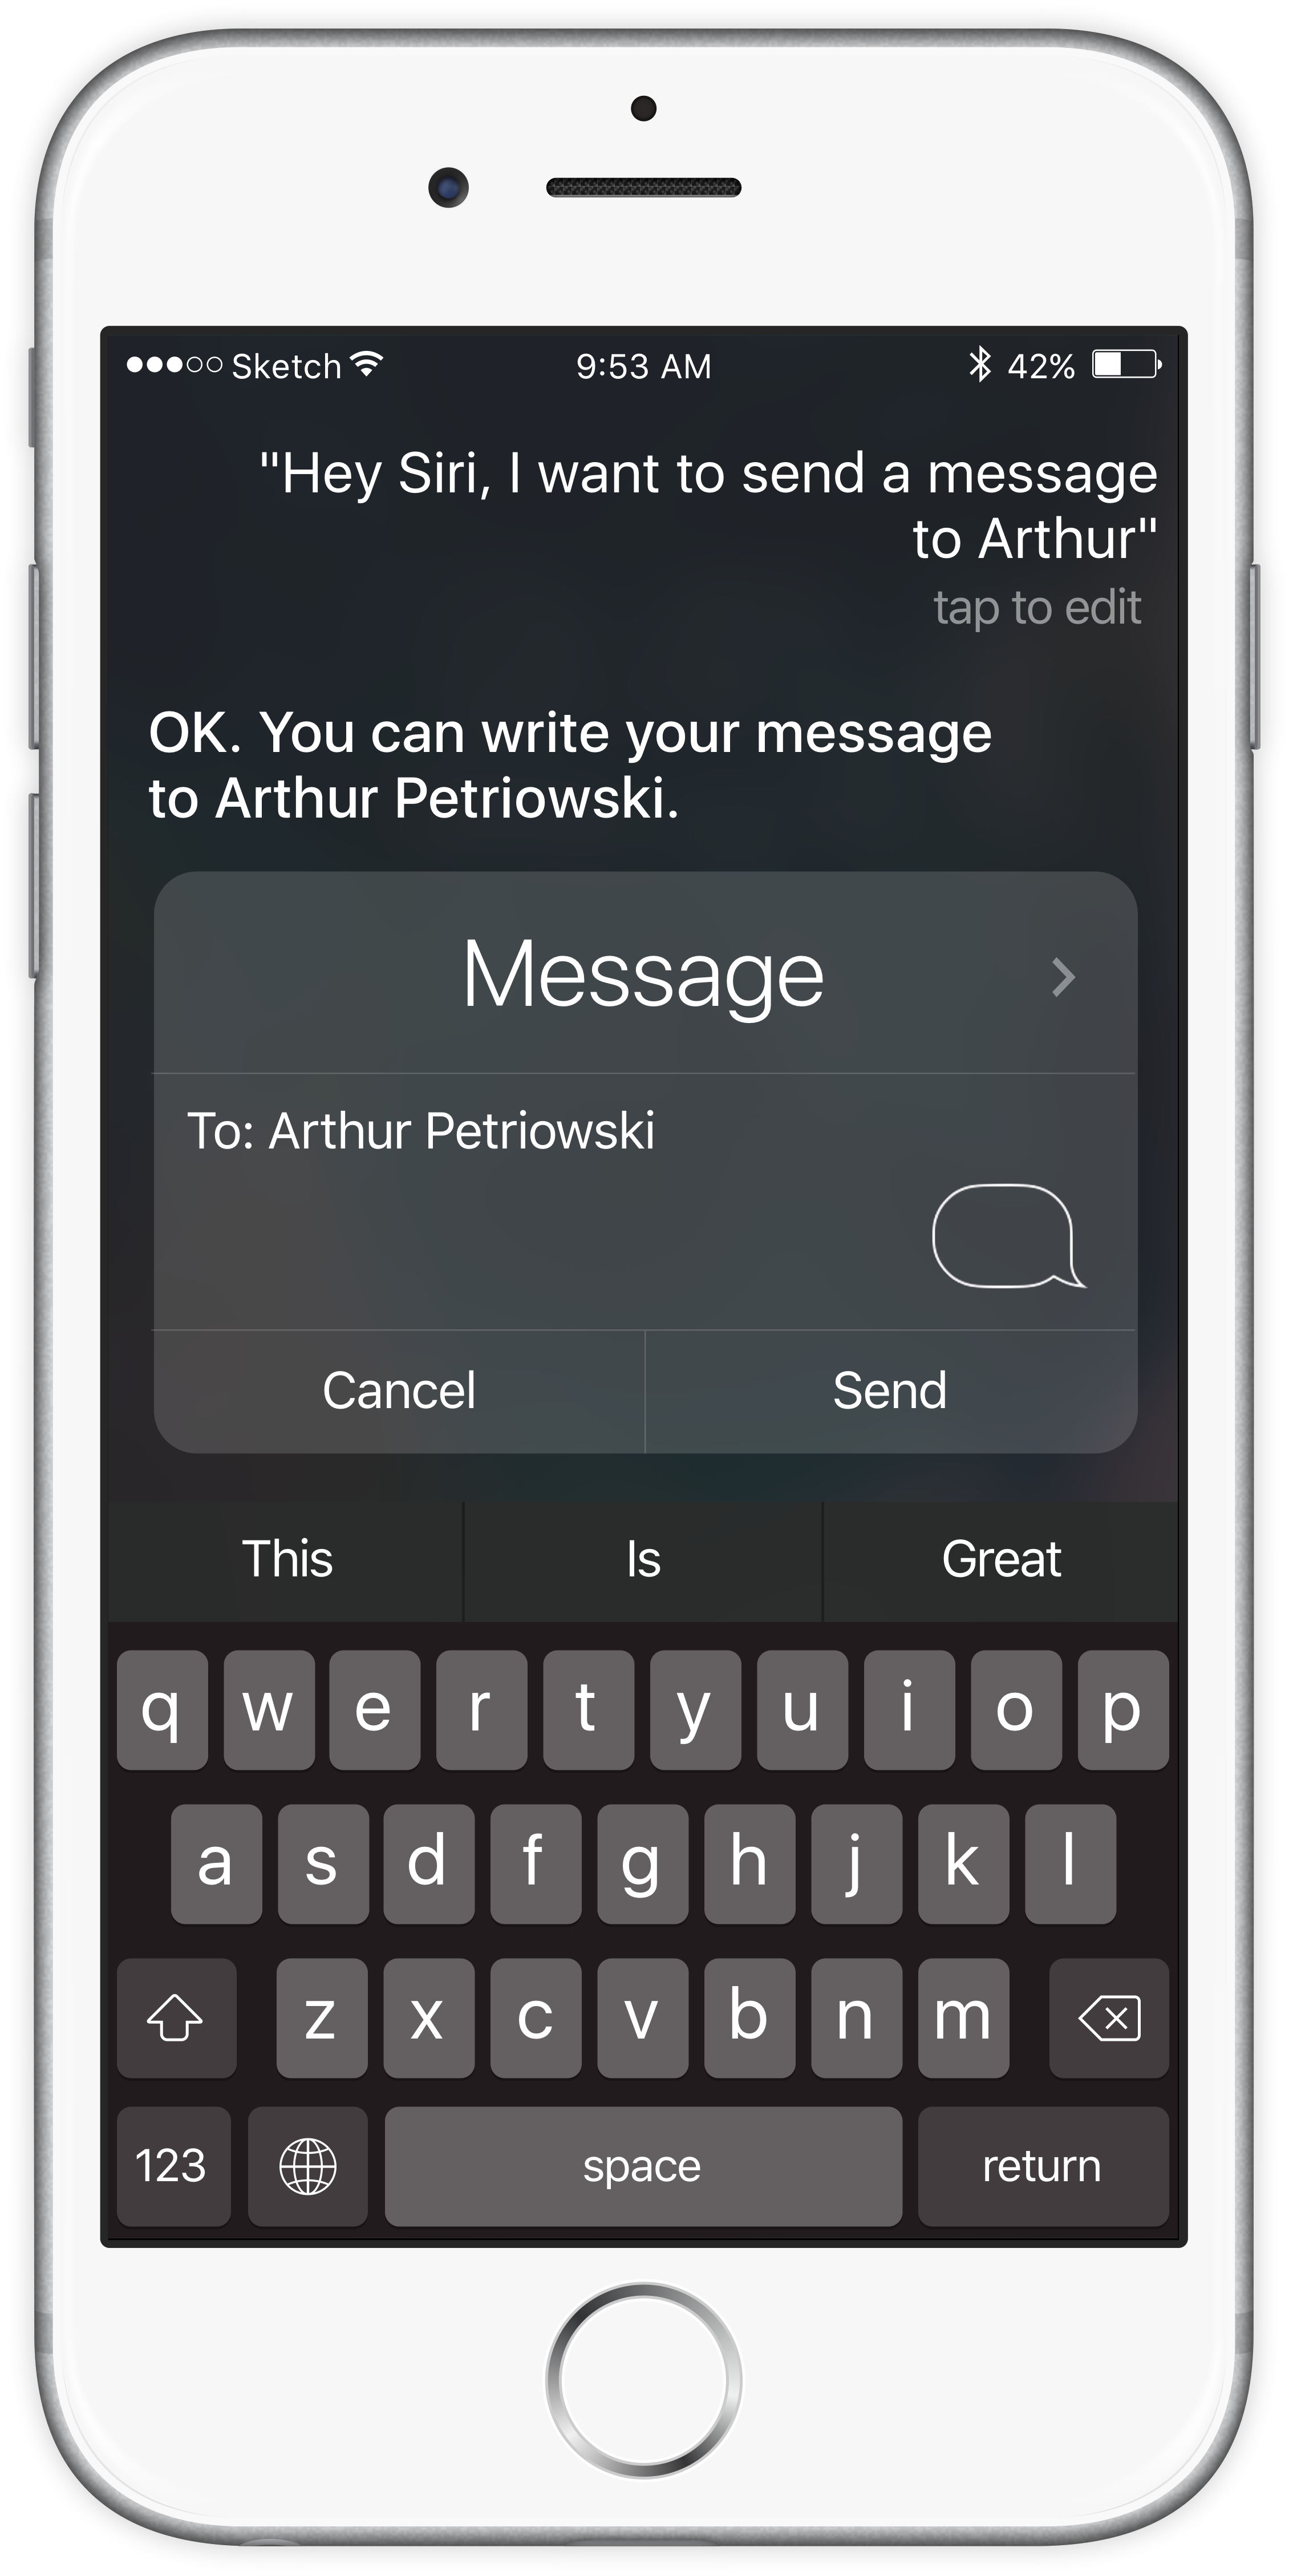 Sketch 9:53 AM 42%
"Hey Siri, I want to send a message
to Arthur"
tap to edit
OK. You can write your message
to Arthur Petriowski.
Message
To: Arthur Petriowski
Cancel Send
This Is Great
q w e r t y u i o p
a s d f g h j k l
z x c v b n m
123 space return